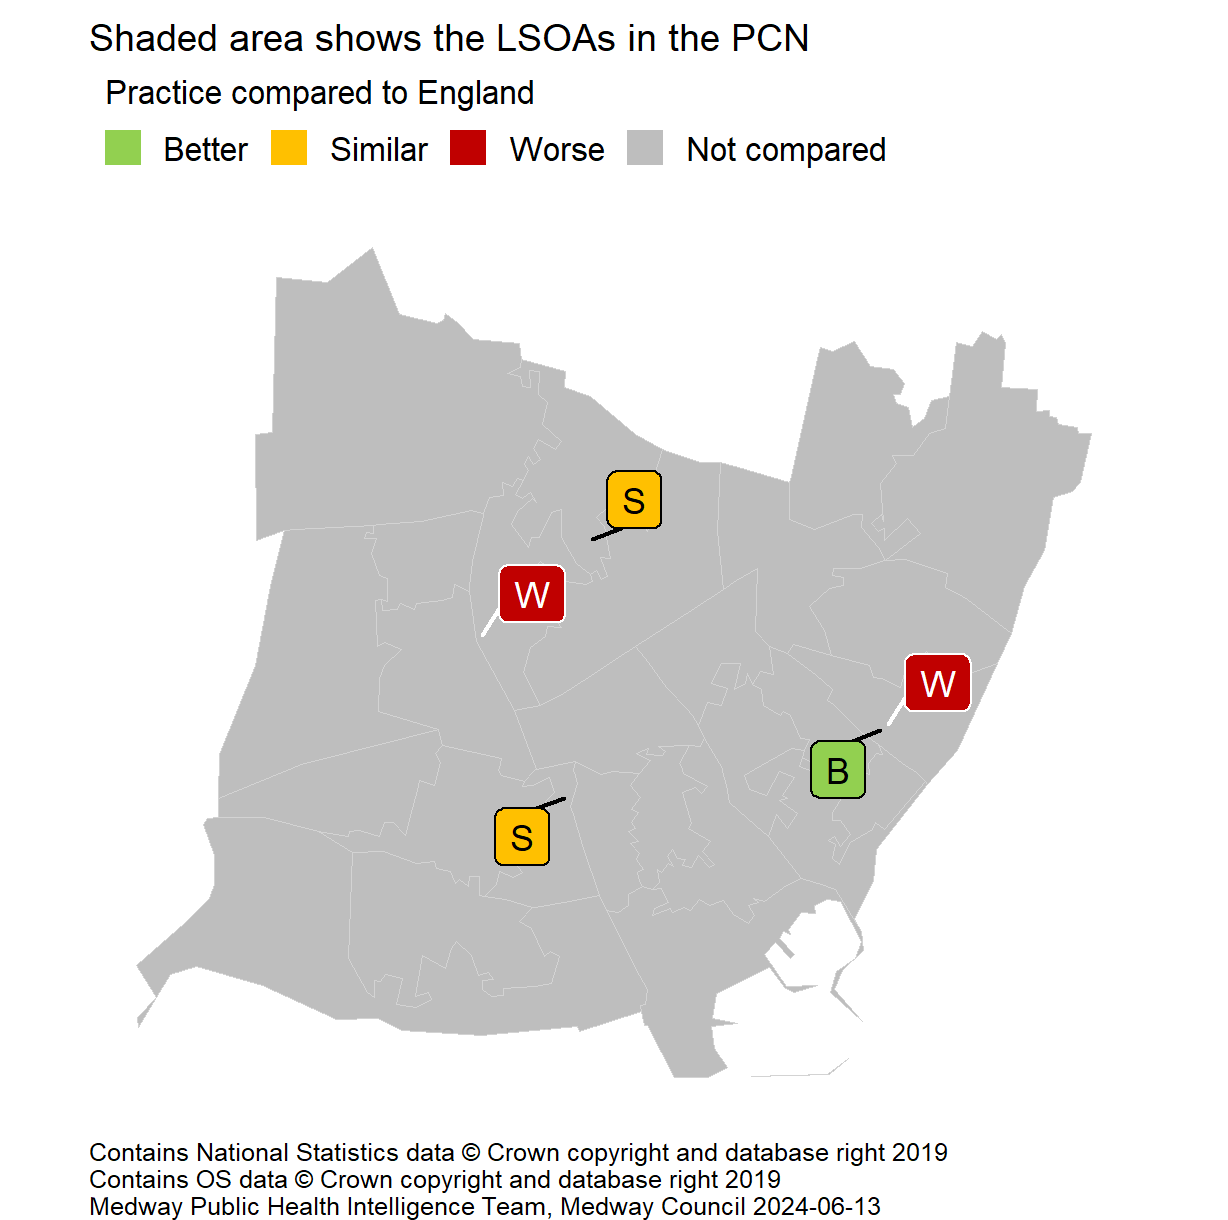 Shaded area shows the LSOAs in the PCN
Practice compared to England
Better Similar Worse Not compared
S
W
W
B
S
Contains National Statistics data © Crown copyright and database right 2019
Contains OS data © Crown copyright and database right 2019
Medway Public Health Intelligence Team, Medway Council 2024-06-13